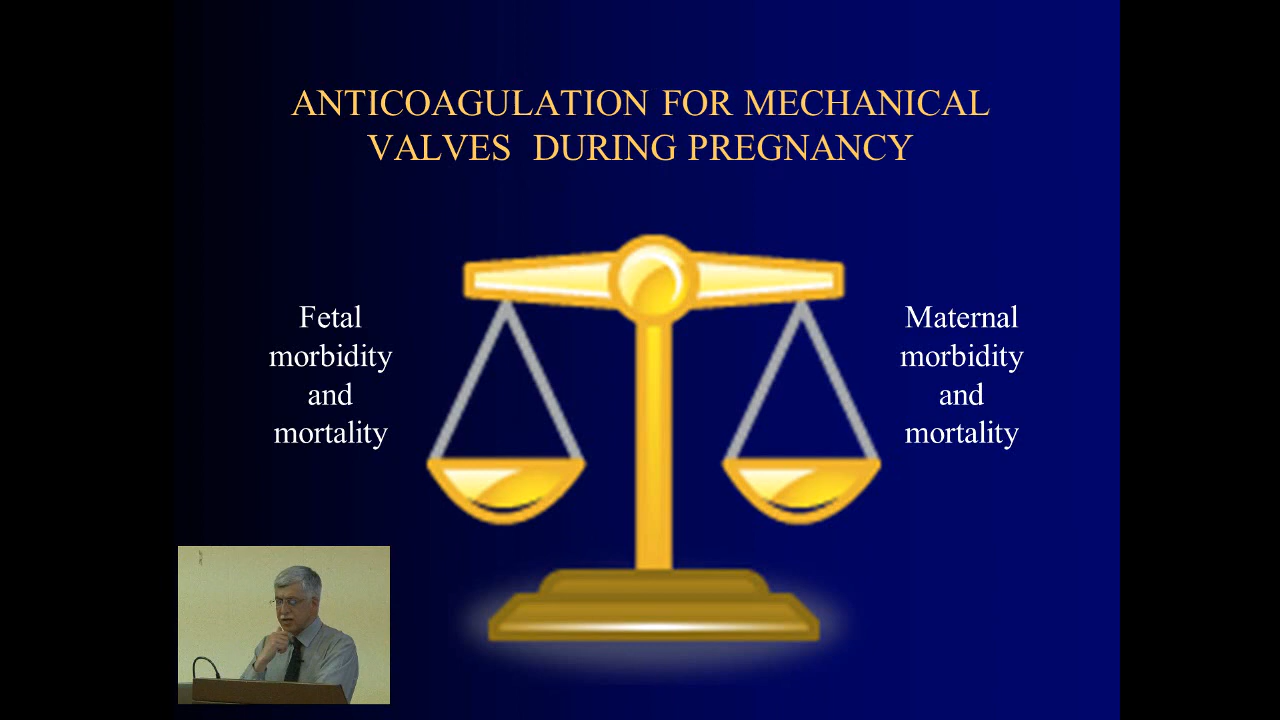 ANTICOAGULATION FOR MECHANICAL
VALVES DURING PREGNANCY
Fetal
morbidity
and
mortality
Maternal
morbidity
and
mortality